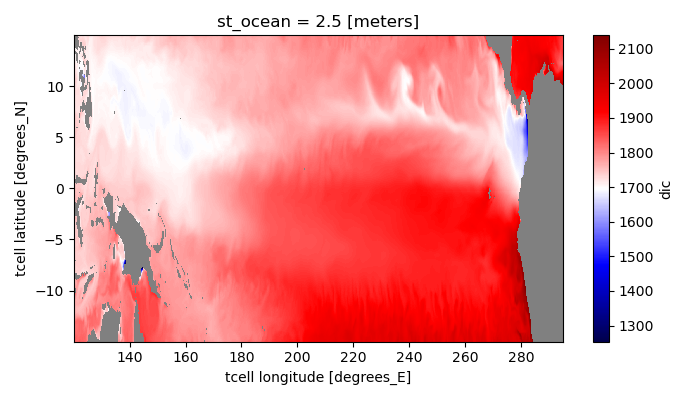 st_ocean = 2.5 [meters]
10
5
0
−5
−10
tcell latitude [degrees_N]
140 160 180 200 220 240 260 280
tcell longitude [degrees_E]
2100
2000
1900
1800
1700
1600
1500
1400
1300
dic